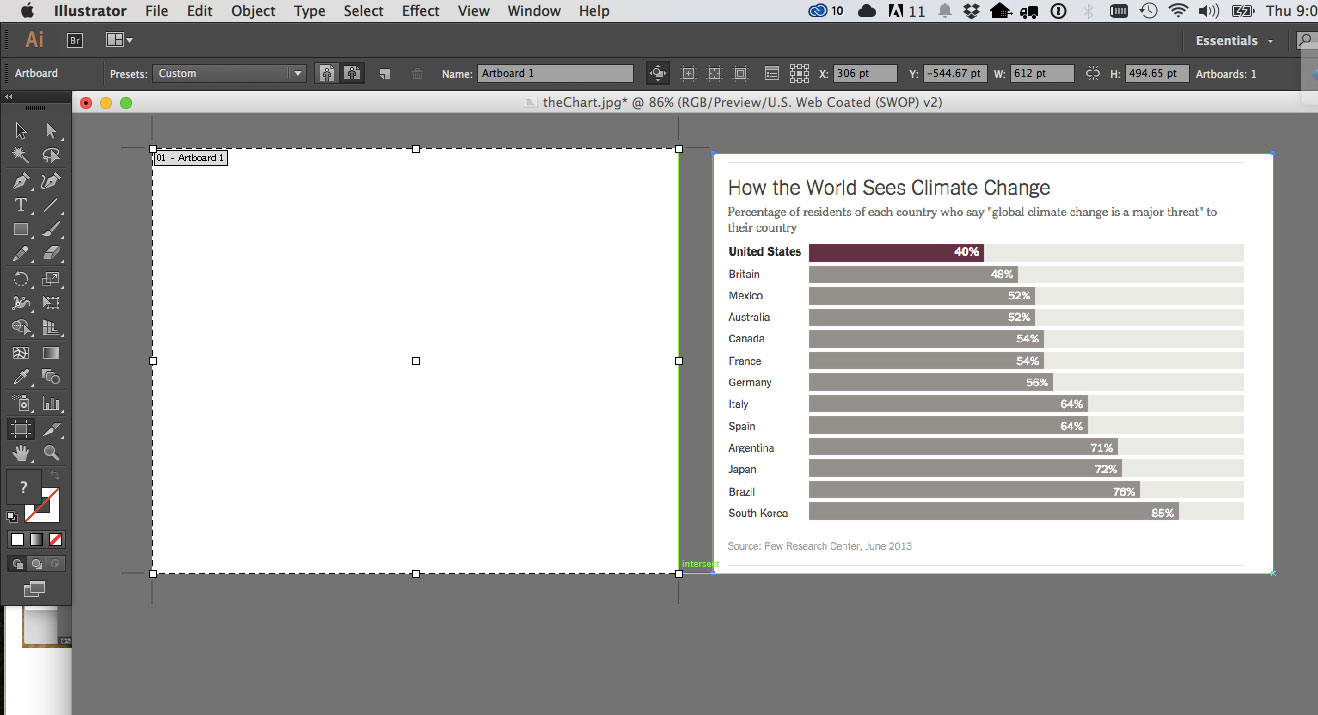 Illustrator File Edit Object Type Select Effect View Window Help 10 11 Thu 9:0
Ai Br Essentials
Artboard Presets: Custom Name: Artboard 1 X: 306 pt Y: -544.67 pt W: 612 pt H: 494.65 pt Artboards: 1
theChart.jpg* @ 86% (RGB/Preview/U.S. Web Coated (SWOP) v2)
01 - Artboard 1
How the World Sees Climate Change
Percentage of residents of each country who say "global climate change is a major threat" to
their country
United States 40%
Britain 48%
Mexico 52%
Australia 52%
Canada 54%
France 54%
Germany 56%
Italy 64%
Spain 64%
Argentina 71%
Japan 72%
Brazil 76%
South Korea 85%
Source: Pew Research Center, June 2013
intersect
T
?